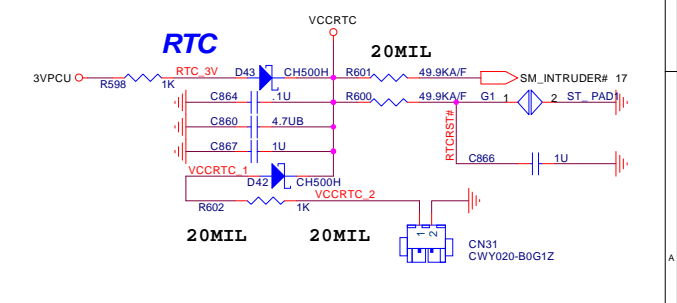 VCCRTC
RTC
20MIL
3VPCU
R598
1K
RTC_3V
D43
CH500H
R601
49.9KA/F
SM_INTRUDER# 17
C864
.1U
R600
49.9KA/F
G1
1
2
ST_ PAD1
C860
4.7UB
RTCRST#
C867
1U
C866
1U
VCCRTC_1
D42
CH500H
R602
1K
VCCRTC_2
20MIL
20MIL
1
2
CN31
CWY020-B0G1Z
A